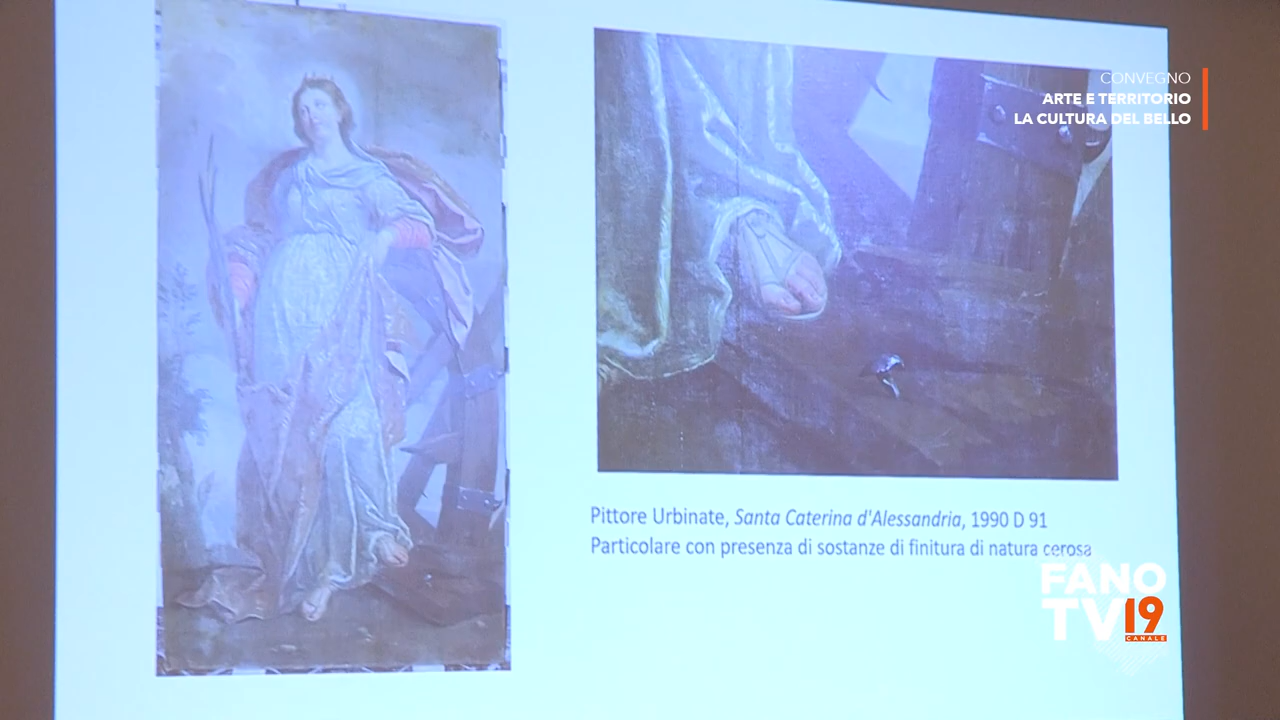 CONVEGNO
ARTE E TERRITORIO
LA CULTURA DEL BELLO
Pittore Urbinate, Santa Caterina d'Alessandria, 1990 D 91
Particolare con presenza di sostanze di finitura di natura cerosa
FANO
TV19
CANALE